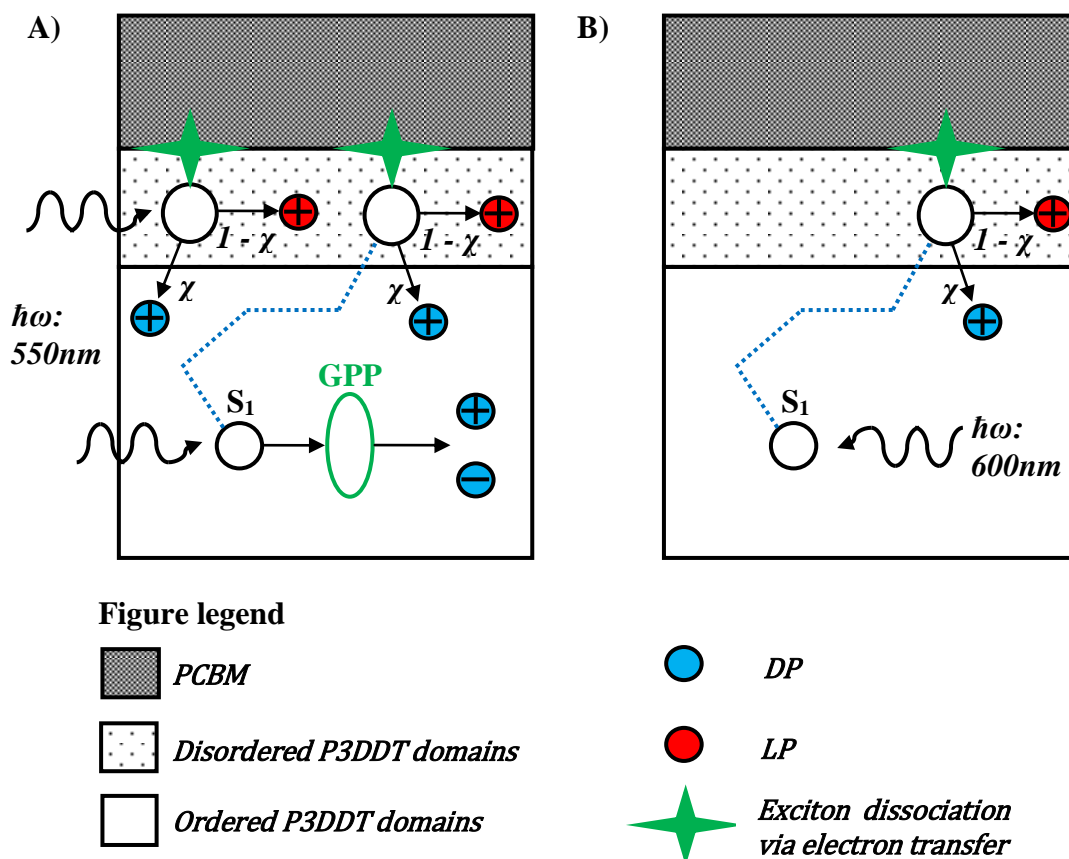 A)
B)
+
+
1 - χ
1 - χ
1 - χ
+
χ
χ
χ
+
+
+
ħω:
550nm
GPP
S1
S1
+
−
ħω:
600nm
Figure legend
PCBM
DP
Disordered P3DDT domains
LP
Ordered P3DDT domains
Exciton dissociation
via electron transfer